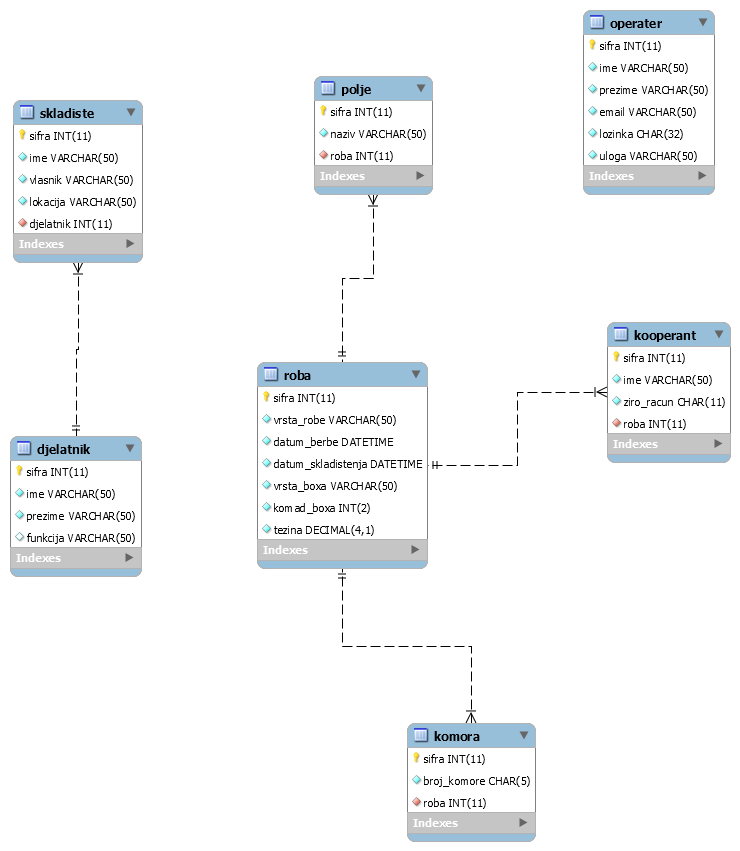 operater
sifra INT(11)
ime VARCHAR(50)
prezime VARCHAR(50)
email VARCHAR(50)
lozinka CHAR(32)
uloga VARCHAR(50)
Indexes
polje
sifra INT(11)
naziv VARCHAR(50)
roba INT(11)
Indexes
skladiste
sifra INT(11)
ime VARCHAR(50)
vlasnik VARCHAR(50)
lokacija VARCHAR(50)
djelatnik INT(11)
Indexes
kooperant
sifra INT(11)
ime VARCHAR(50)
ziro_racun CHAR(11)
roba INT(11)
Indexes
roba
sifra INT(11)
vrsta_robe VARCHAR(50)
datum_berbe DATETIME
datum_skladistenja DATETIME
vrsta_boxa VARCHAR(50)
komad_boxa INT(2)
tezina DECIMAL(4,1)
Indexes
djelatnik
sifra INT(11)
ime VARCHAR(50)
prezime VARCHAR(50)
funkcija VARCHAR(50)
Indexes
komora
sifra INT(11)
broj_komore CHAR(5)
roba INT(11)
Indexes